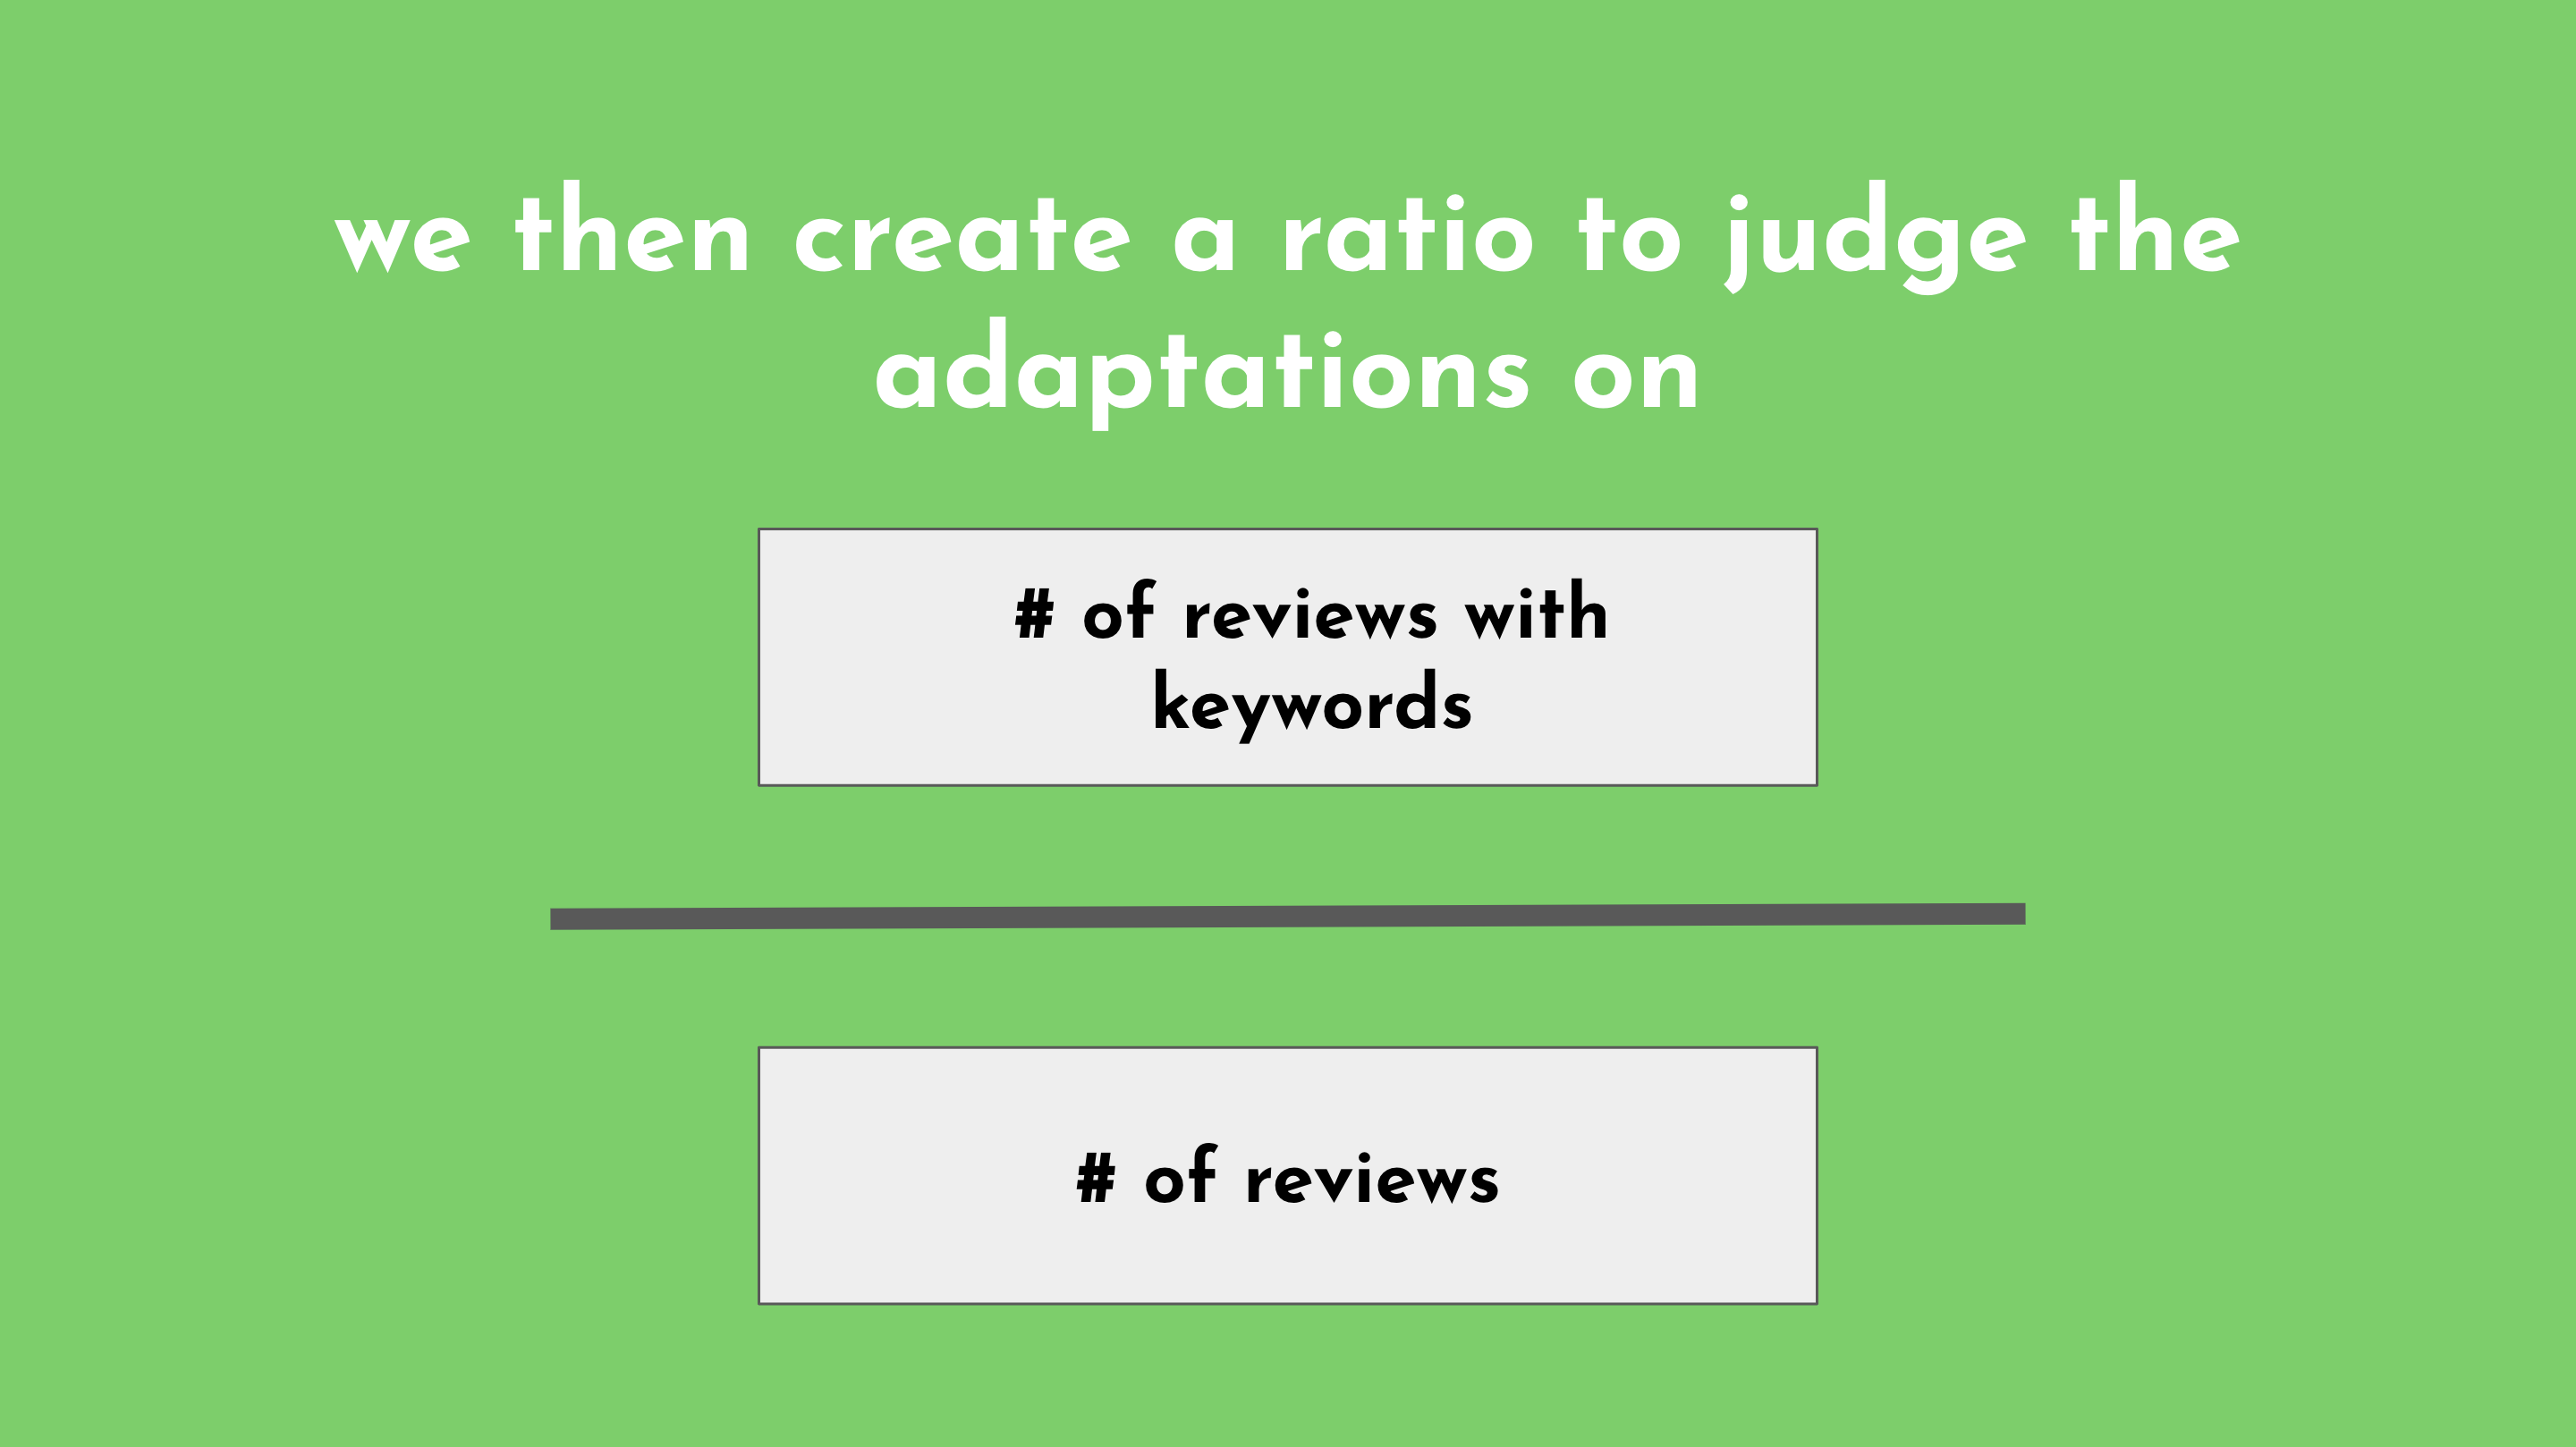 we then create a ratio to judge the
adaptations on
# of reviews with
keywords
# of reviews